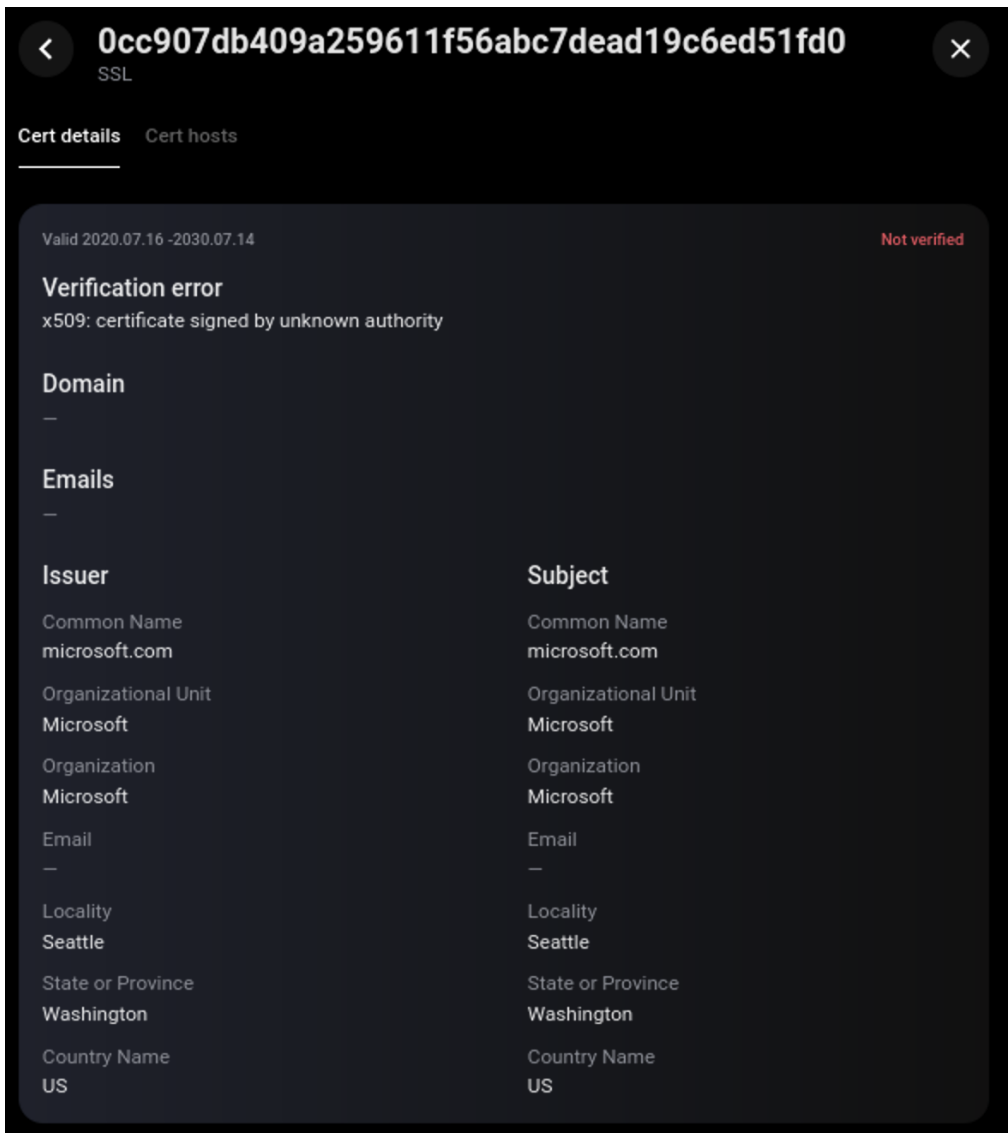 0cc907db409a259611f56abc7dead19c6ed51fd0
SSL
Cert details Cert hosts
Valid 2020.07.16 -2030.07.14 Not verified
Verification error
x509: certificate signed by unknown authority
Domain
—
Emails
—
Issuer Subject
Common Name Common Name
microsoft.com microsoft.com
Organizational Unit Organizational Unit
Microsoft Microsoft
Organization Organization
Microsoft Microsoft
Email Email
— —
Locality Locality
Seattle Seattle
State or Province State or Province
Washington Washington
Country Name Country Name
US US